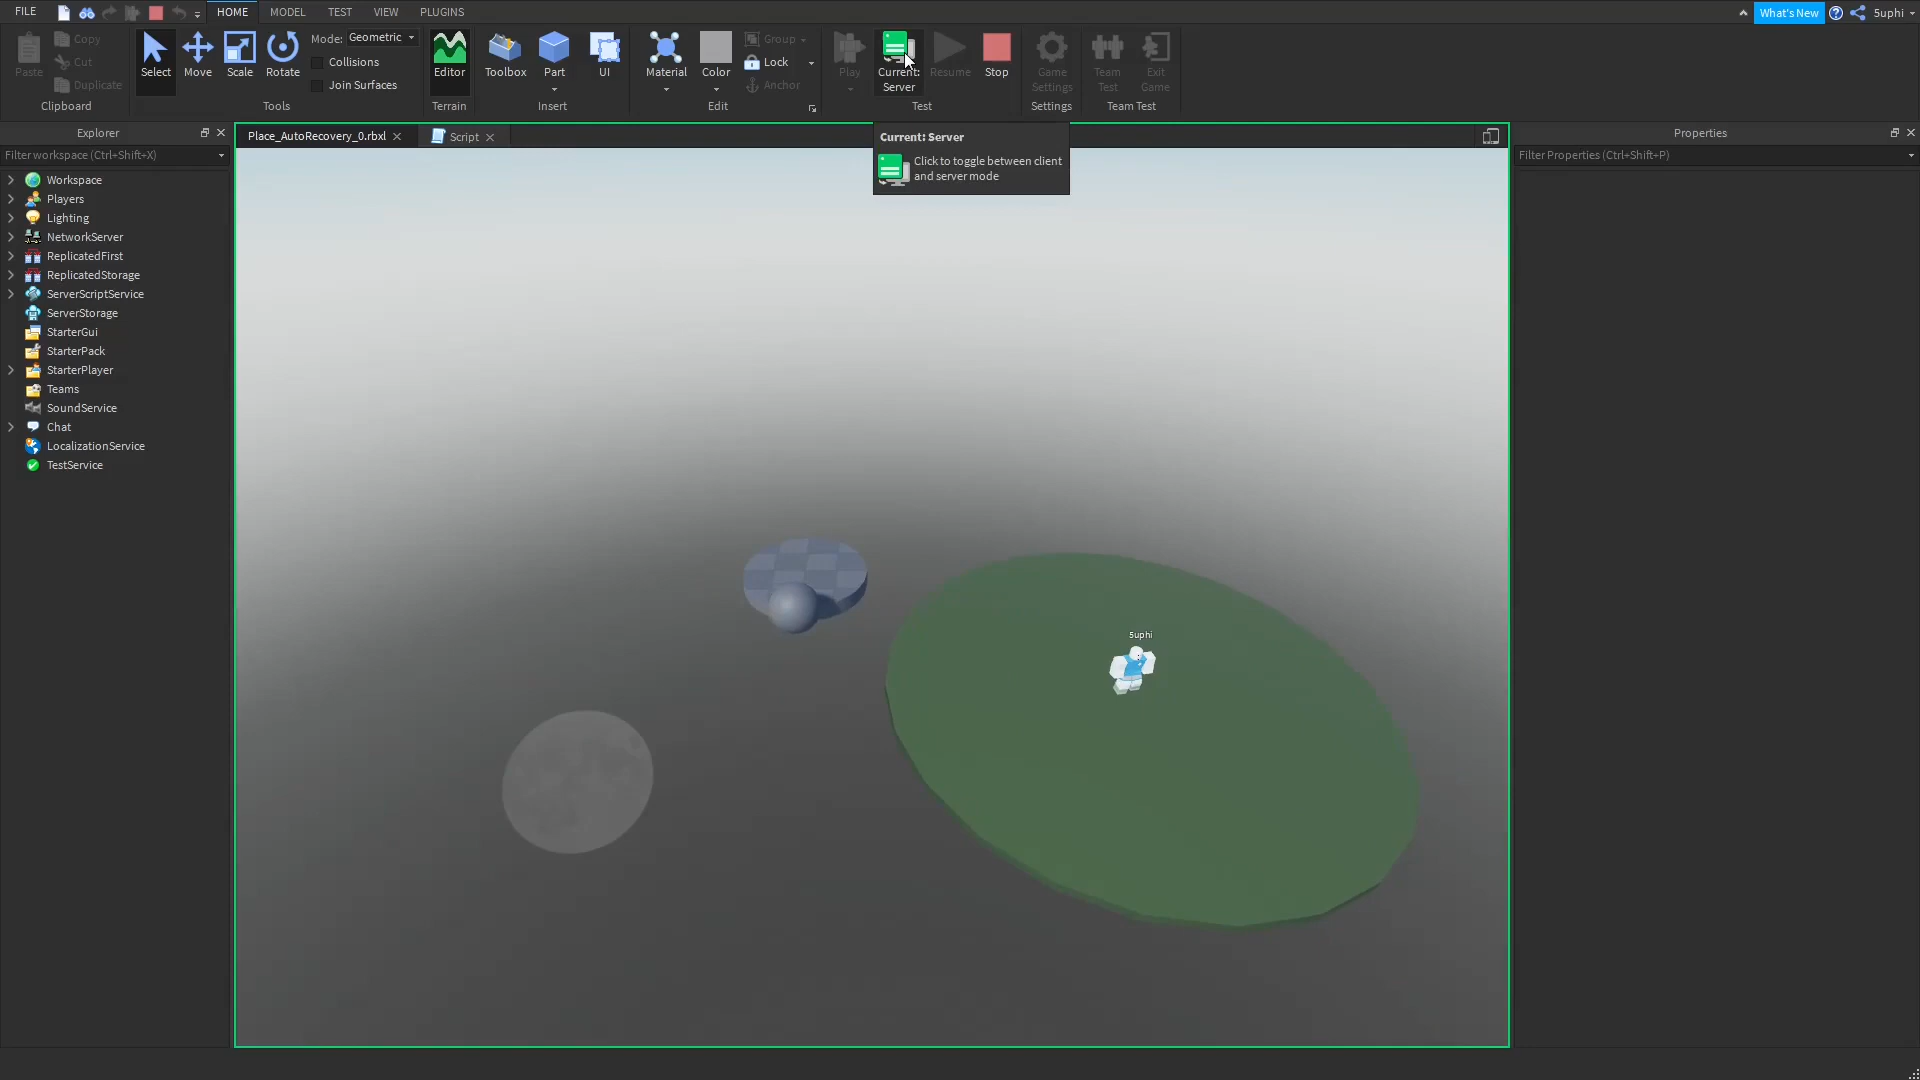 FILE
HOME
MODEL
TEST
VIEW
PLUGINS
What's New
5uphi
Paste
Copy
Cut
Duplicate
Clipboard
Select
Move
Scale
Rotate
Mode: Geometric
Collisions
Join Surfaces
Tools
Editor
Terrain
Toolbox
Part
UI
Insert
Material
Color
Group
Lock
Anchor
Edit
Play
Current:
Server
Resume
Stop
Test
Game
Settings
Settings
Team
Test
Exit
Game
Team Test
Explorer
Filter workspace (Ctrl+Shift+X)
Workspace
Players
Lighting
NetworkServer
ReplicatedFirst
ReplicatedStorage
ServerScriptService
ServerStorage
StarterGui
StarterPack
StarterPlayer
Teams
SoundService
Chat
LocalizationService
TestService
Place_AutoRecovery_0.rbxl
Script
Current: Server
Click to toggle between client
and server mode
5uphi
Properties
Filter Properties (Ctrl+Shift+P)